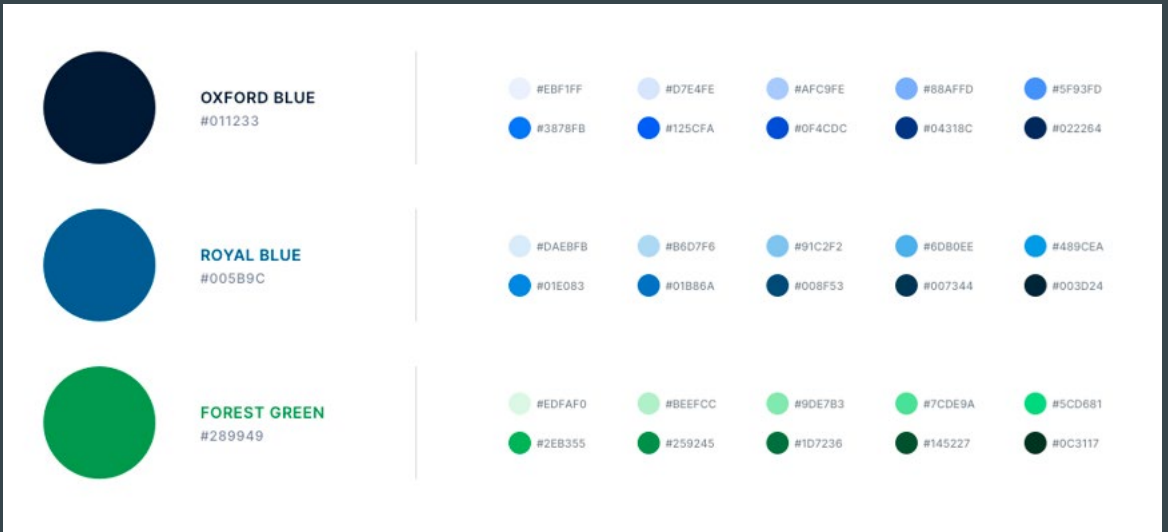 OXFORD BLUE
#011233
#EBF1FF #D7E4FE #AFC9FE #88AFFD #5F93FD
#3878FB #125CFA #0F4CDC #04318C #022264
ROYAL BLUE
#005B9C
#DAEBFB #B6D7F6 #91C2F2 #6DB0EE #489CEA
#01E083 #01B86A #008F53 #007344 #003D24
FOREST GREEN
#289949
#EDFAF0 #BEEFCC #9DE7B3 #7CDE9A #5CD681
#2EB355 #259245 #1D7236 #145227 #0C3117